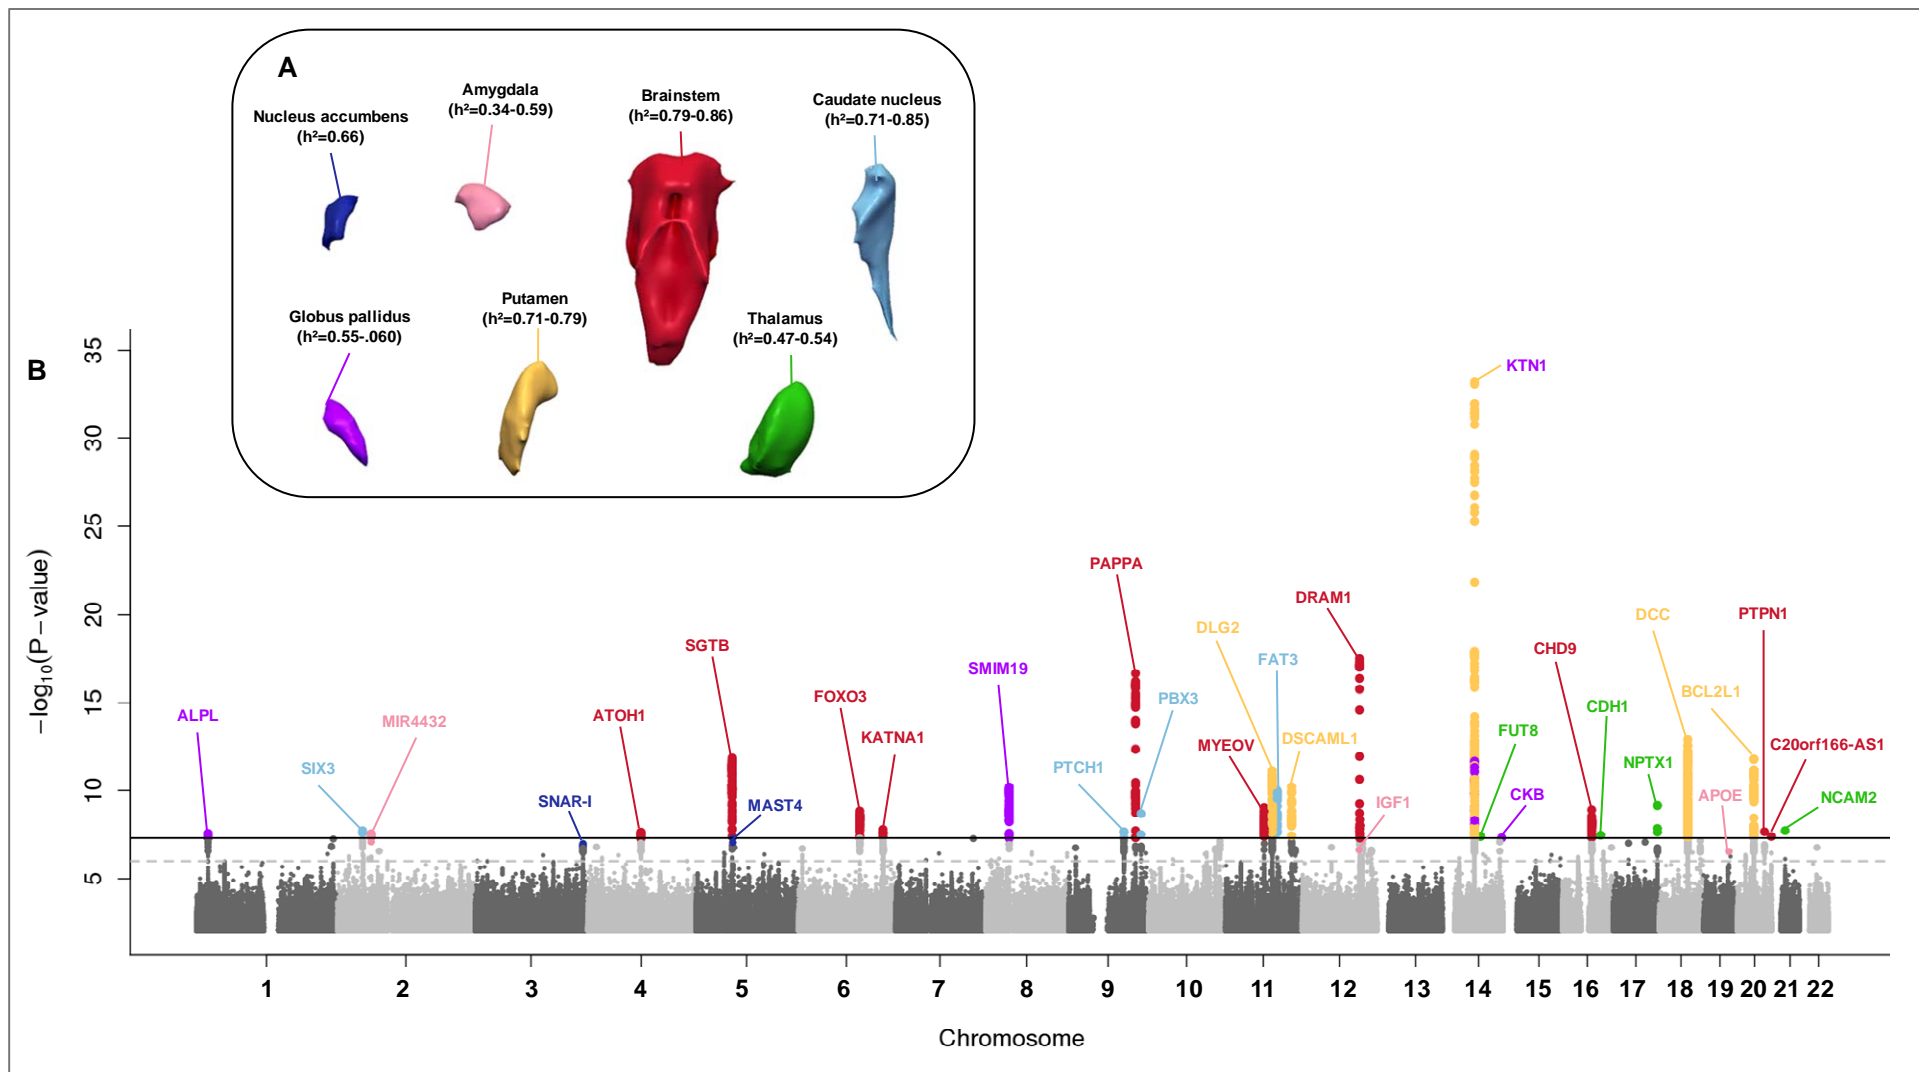 A
Nucleus accumbens
(h²=0.66)
Amygdala
(h²=0.34-0.59)
Brainstem
(h²=0.79-0.86)
Caudate nucleus
(h²=0.71-0.85)
Globus pallidus
(h²=0.55-.060)
Putamen
(h²=0.71-0.79)
Thalamus
(h²=0.47-0.54)
B
−log₁₀(P−value)
35
30
25
20
15
10
5
ALPL
SIX3
MIR4432
SNAR-I
ATOH1
SGTB
MAST4
FOXO3
KATNA1
SMIM19
PTCH1
PAPPA
PBX3
MYEOV
DLG2
FAT3
DSCAML1
DRAM1
IGF1
KTN1
FUT8
CKB
CHD9
CDH1
NPTX1
DCC
APOE
BCL2L1
PTPN1
C20orf166-AS1
NCAM2
1 2 3 4 5 6 7 8 9 10 11 12 13 14 15 16 17 18 19 20 21 22
Chromosome